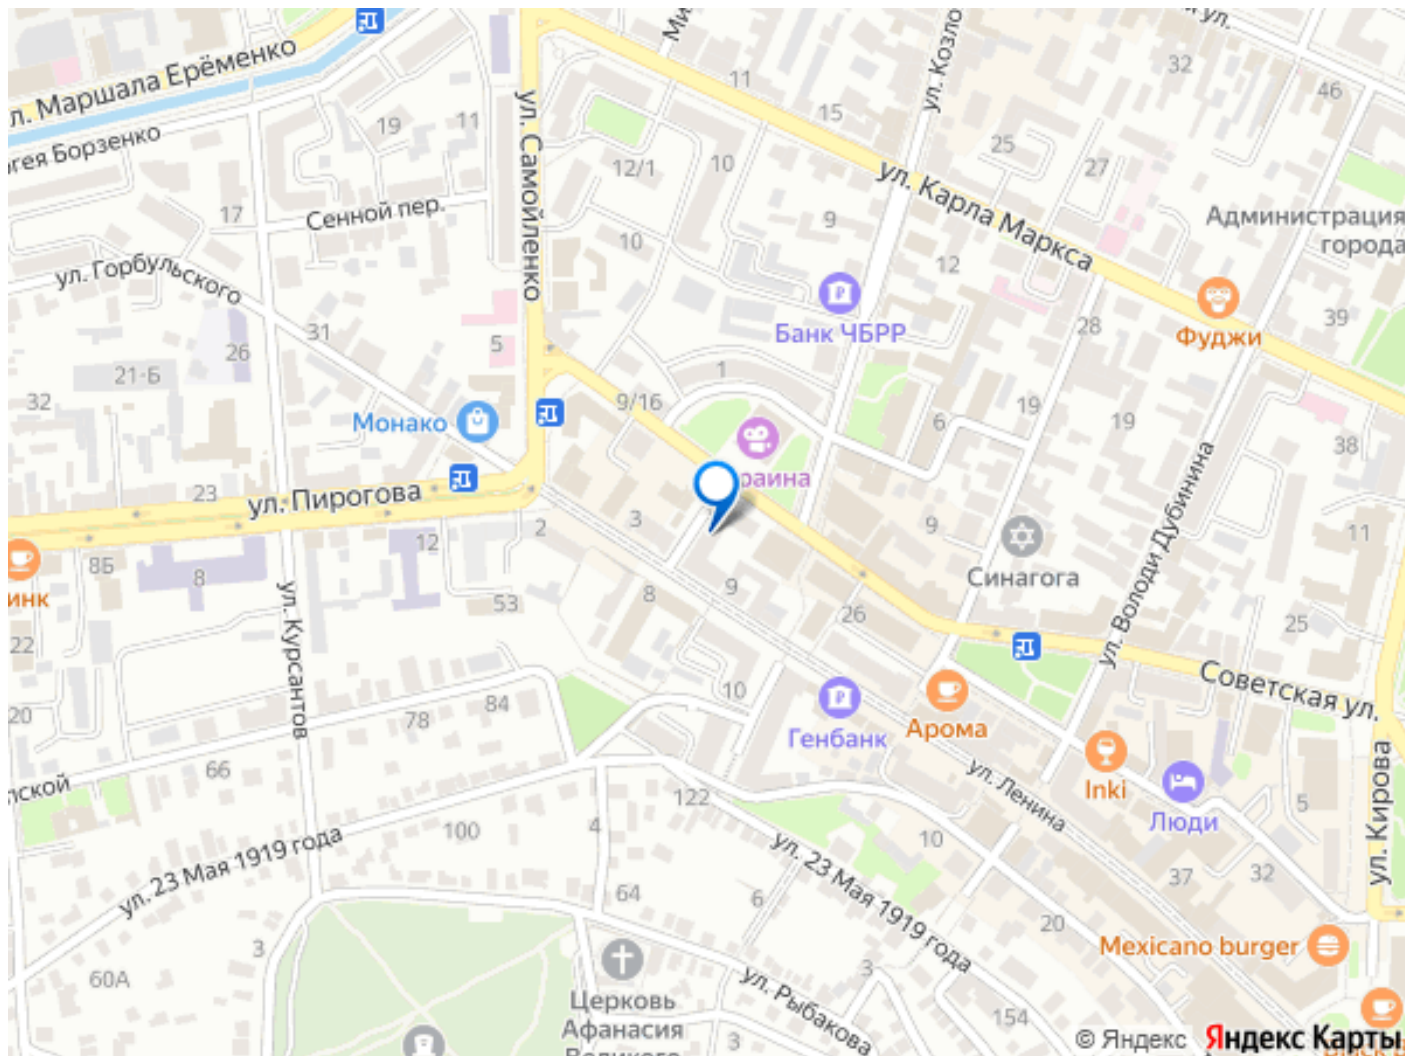 ул.
ул. Козло
32
л. Маршала Ерёменко
11
46
15
ул. Самойленко
19
11
25
гея Борзенко
12/1
10
27
ул. Карла Маркса
17
Сенной пер.
9
Администрация
города
10
12
ул. Горбульского
Банк ЧБРР
28
39
Фуджи
31
5
26
21-Б
1
32
9/16
19
19
Монако
6
38
раина
ул. Пирогова
23
3
2
9
11
12
8Б
8
Синагога
ул. Володи Дубинина
инк
9
8
53
26
25
22
ул. Курсантов
Советская ул.
10
84
78
20
Генбанк
Арома
66
Inki
ской
122
ул. Ленина
5
Люди
ул. Кирова
100
4
10
ул. 23 Мая 1919 года
ул. 23 Мая 1919 года
37
32
64
6
20
3
Mexicano burger
60А
3
ул. Рыбакова
Церковь
Афанасия
Великого
154
3
© Яндекс Яндекс Карты